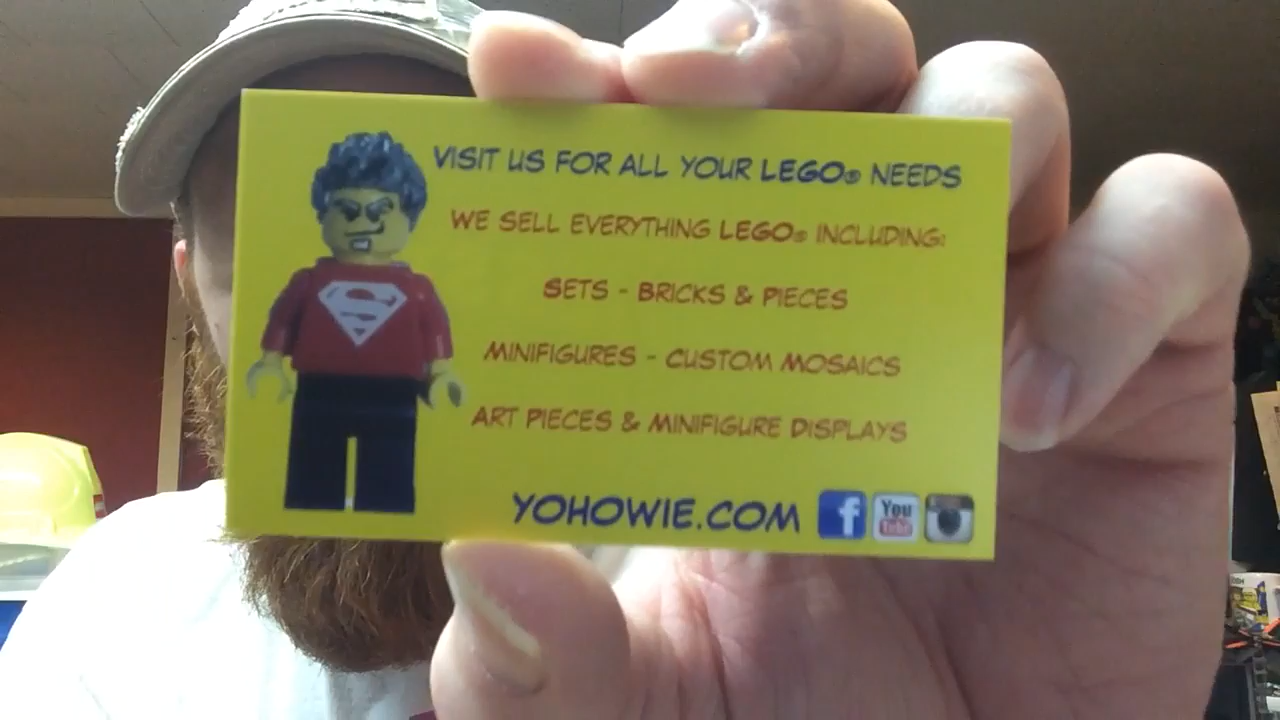 VISIT US FOR ALL YOUR LEGO® NEEDS
WE SELL EVERYTHING LEGO® INCLUDING:
SETS - BRICKS & PIECES
MINIFIGURES - CUSTOM MOSAICS
ART PIECES & MINIFIGURE DISPLAYS
YOHOWIE.COM f You Tube
S